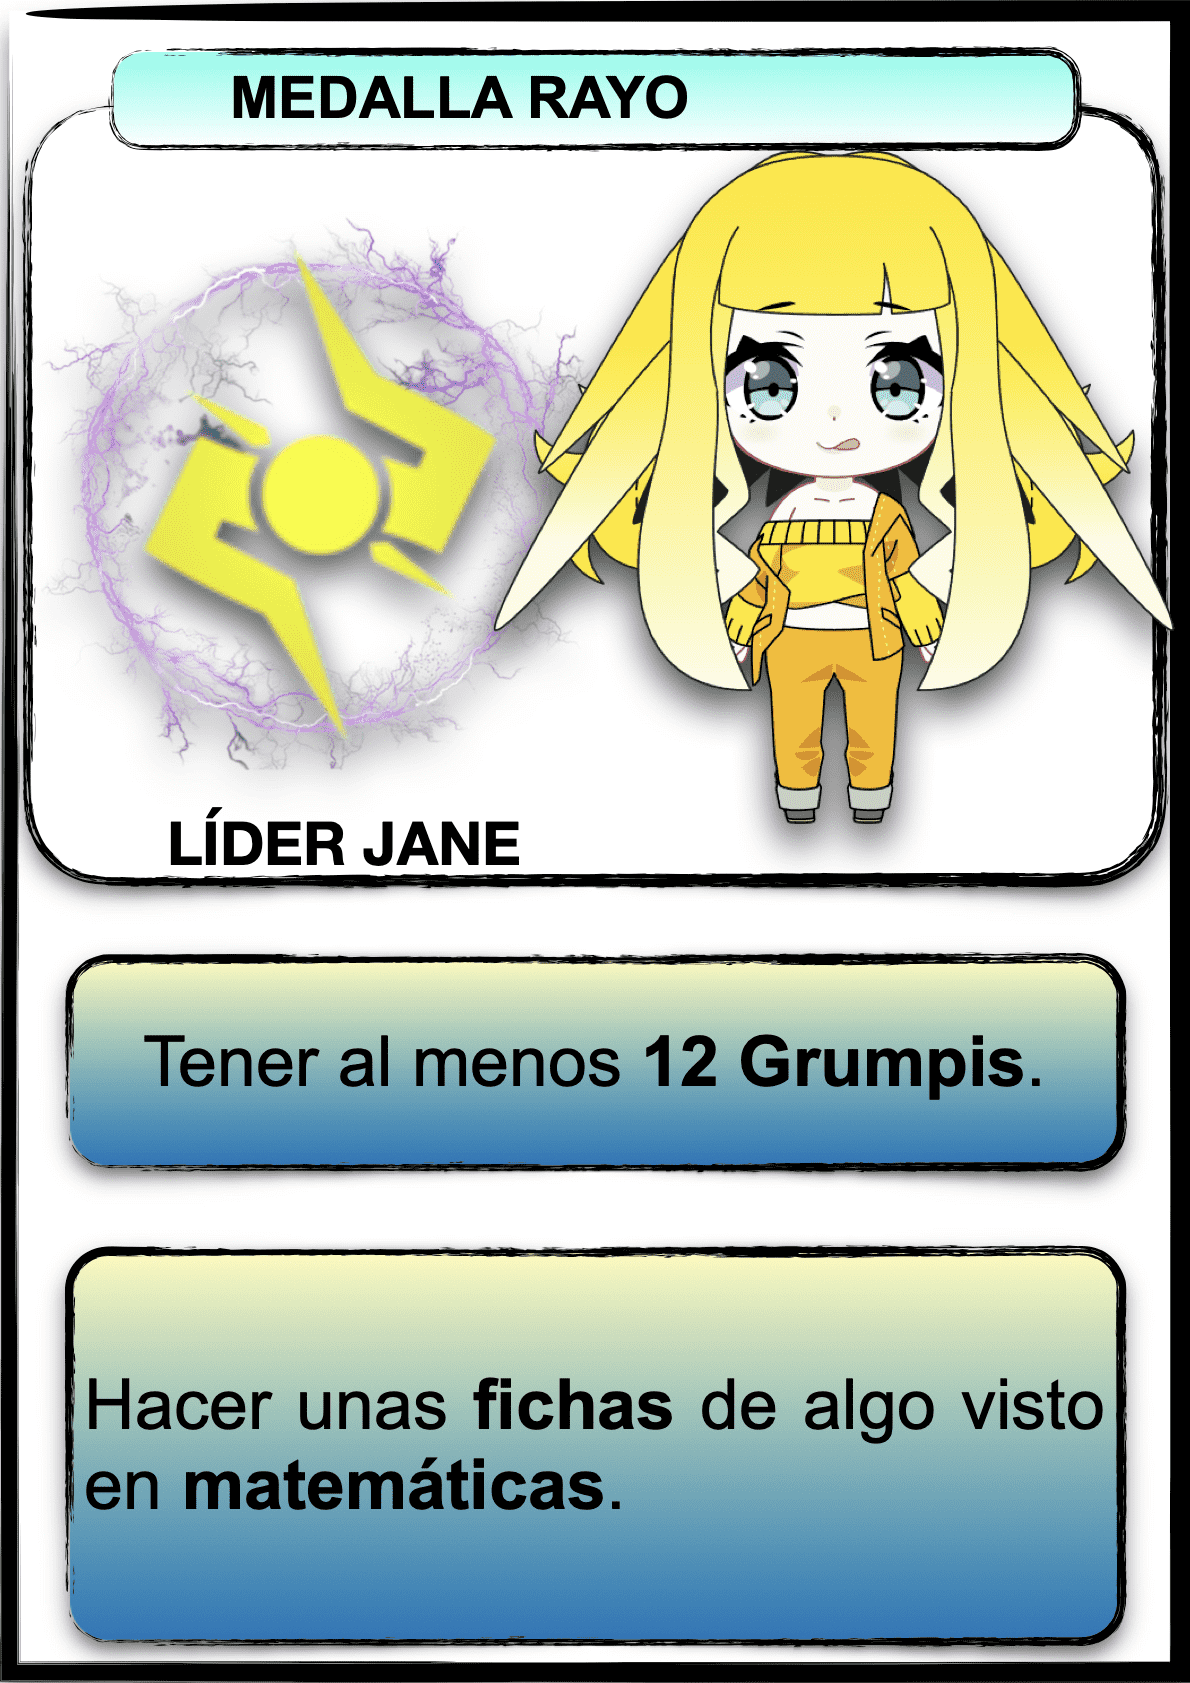 MEDALLA RAYO
LÍDER JANE
Tener al menos 12 Grumpis.
Hacer unas fichas de algo visto
en matemáticas.